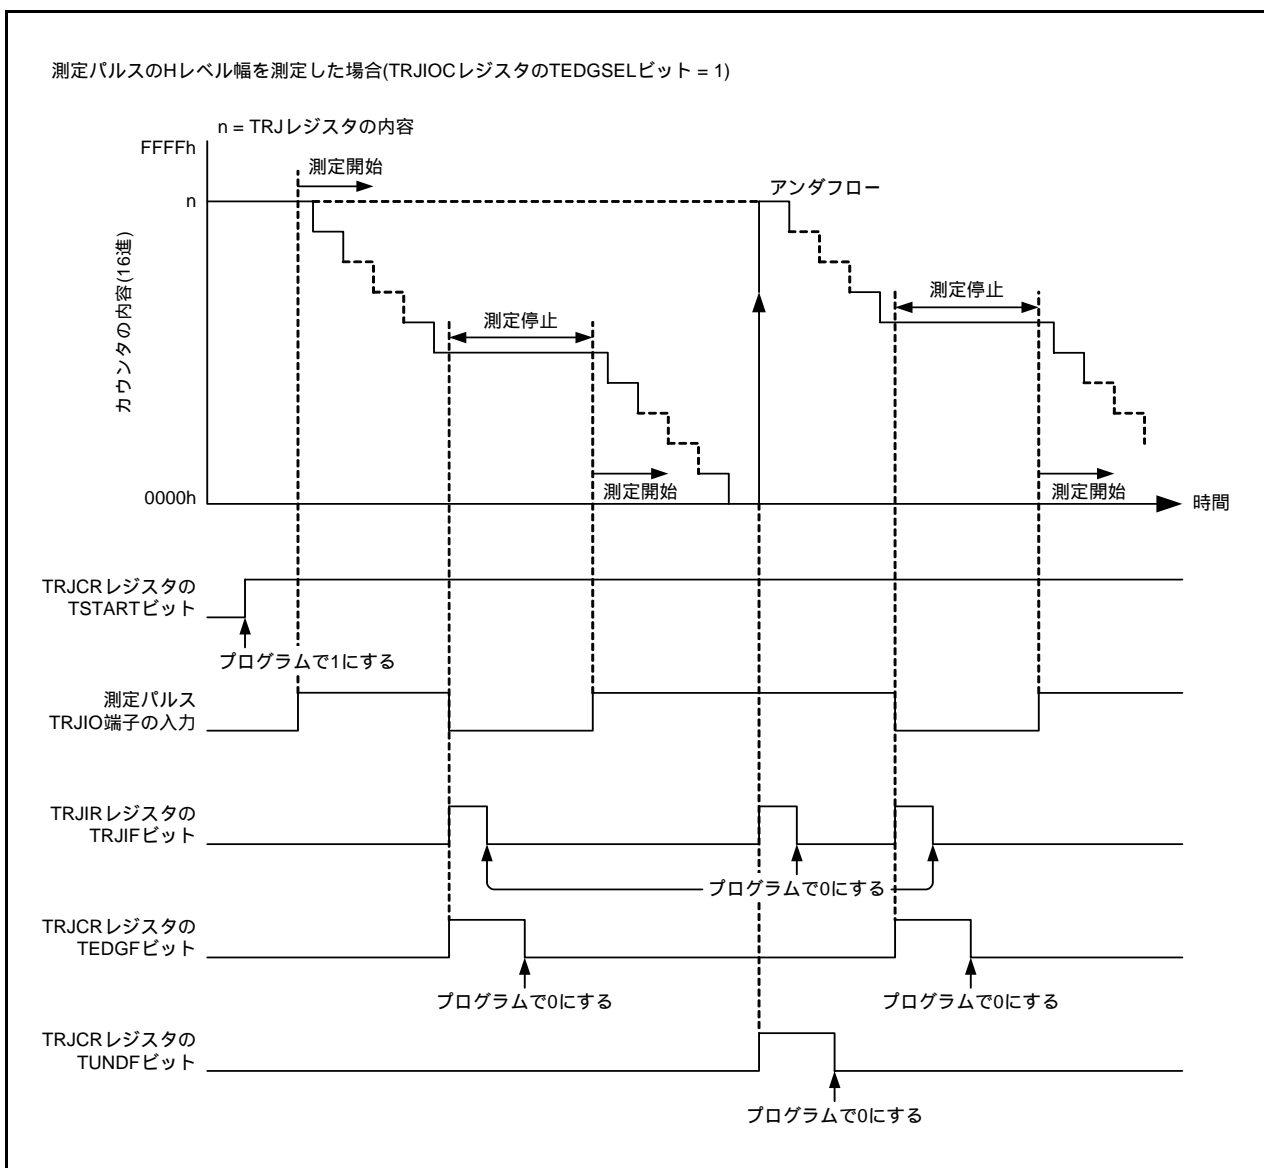 測定パルスのHレベル幅を測定した場合(TRJIOCレジスタのTEDGSELビット = 1)
n = TRJレジスタの内容
FFFFh
測定開始
n
アンダフロー
カウンタの内容(16進)
測定停止
測定停止
測定開始
測定開始
0000h
時間
TRJCRレジスタの
TSTARTビット
プログラムで1にする
測定パルス
TRJIO端子の入力
TRJIRレジスタの
TRJIFビット
プログラムで0にする
TRJCRレジスタの
TEDGFビット
プログラムで0にする
プログラムで0にする
TRJCRレジスタの
TUNDFビット
プログラムで0にする